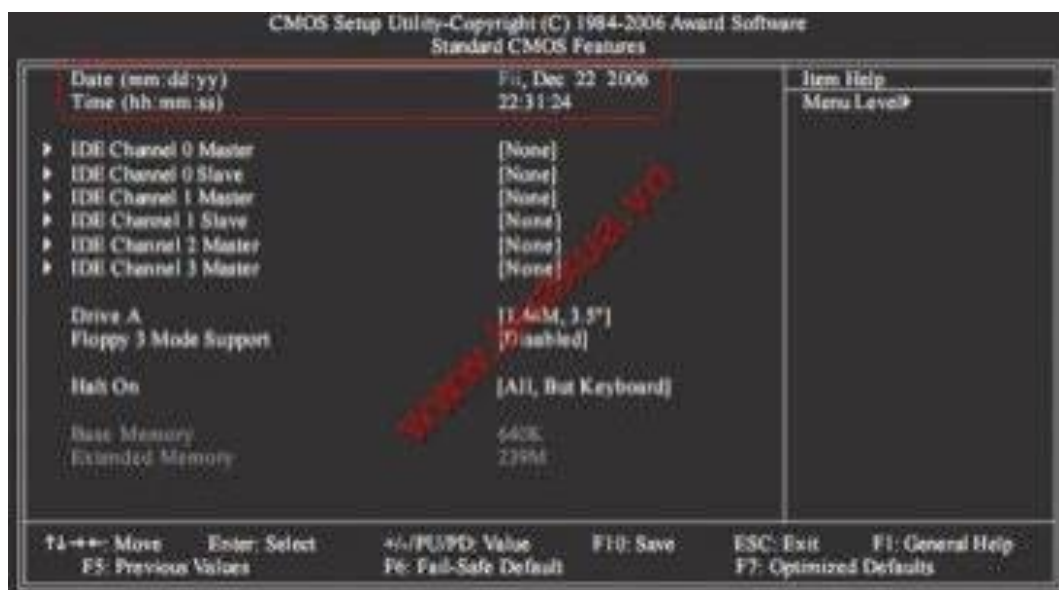 CMOS Setup Utility-Copyright (C) 1984-2006 Award Software
Standard CMOS Features
Date (mm:dd:yy) Fri, Dec 22 2006
Time (hh:mm:ss) 22:31:24
Item Help
Menu Level
IDE Channel 0 Master [None]
IDE Channel 0 Slave [None]
IDE Channel 1 Master [None]
IDE Channel 1 Slave [None]
IDE Channel 2 Master [None]
IDE Channel 3 Master [None]
Drive A [1.44M, 3.5"]
Floppy 3 Mode Support [Disabled]
Halt On [All, But Keyboard]
Base Memory 640K
Extended Memory 239M
↑↓→←: Move Enter: Select +/-/PU/PD: Value F10: Save ESC: Exit F1: General Help
F5: Previous Values F6: Fail-Safe Default F7: Optimized Defaults